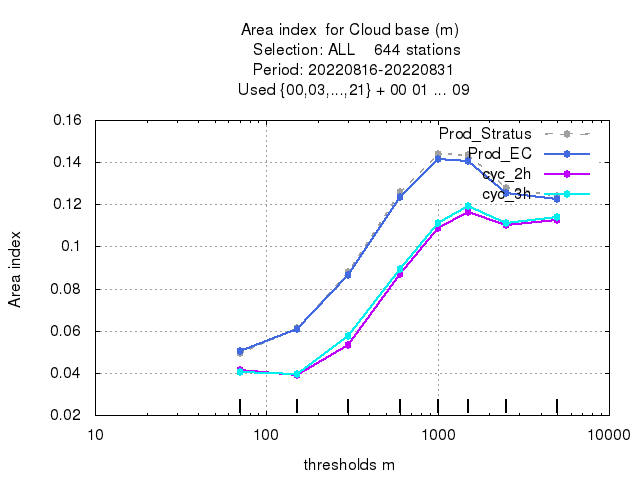 Area index  for Cloud base (m)
Selection: ALL    644 stations
Period: 20220816-20220831
Used {00,03,...,21} + 00 01 ... 09
0.16
0.14
0.12
0.1
0.08
0.06
0.04
0.02
Area index
Prod_Stratus
Prod_EC
cyc_2h
cyc_3h
10
100
1000
10000
thresholds m